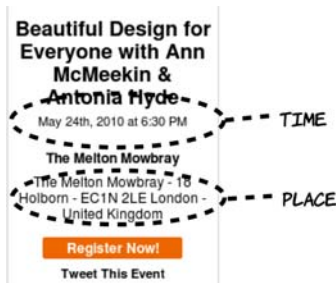 Beautiful Design for
Everyone with Ann
McMeekin &
Antonia Hyde
May 24th, 2010 at 6:30 PM
TIME
The Melton Mowbray
The Melton Mowbray - 18
Holborn - EC1N 2LE London -
United Kingdom
PLACE
Register Now!
Tweet This Event